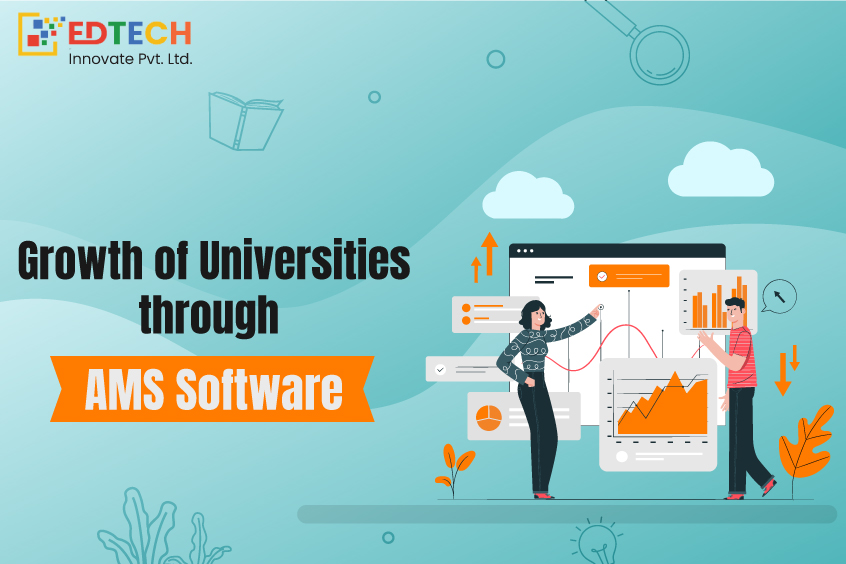 EDTECH
Innovate Pvt. Ltd.
Growth of Universities
through
AMS Software